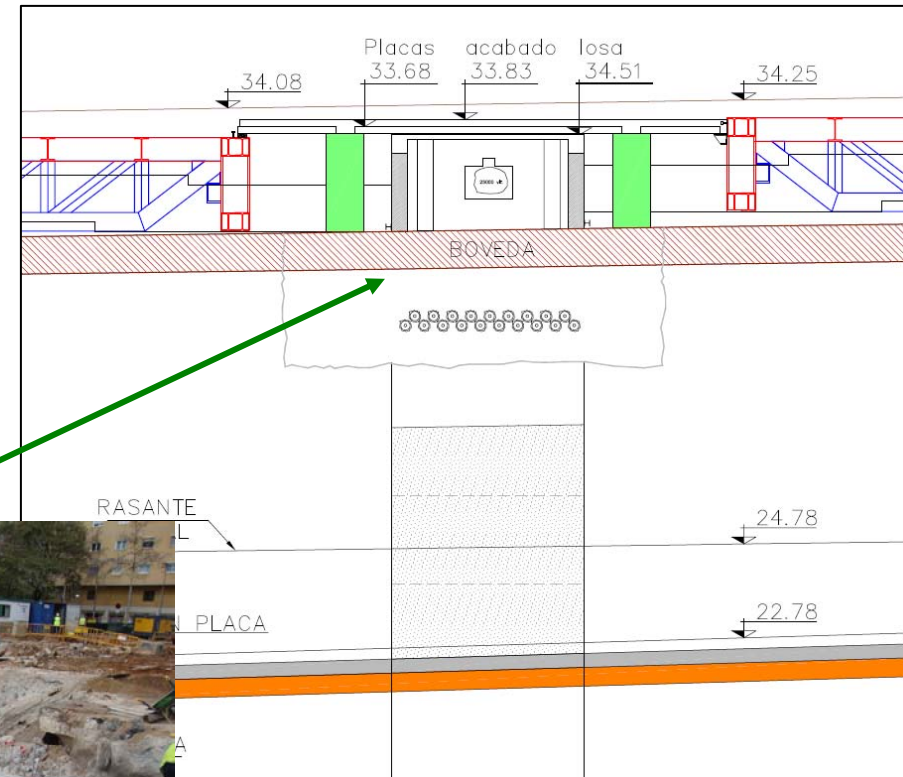 Placas acabado losa
34.08 33.68 33.83 34.51 34.25
BOVEDA
RASANTE
L
24.78
N PLACA
22.78
A